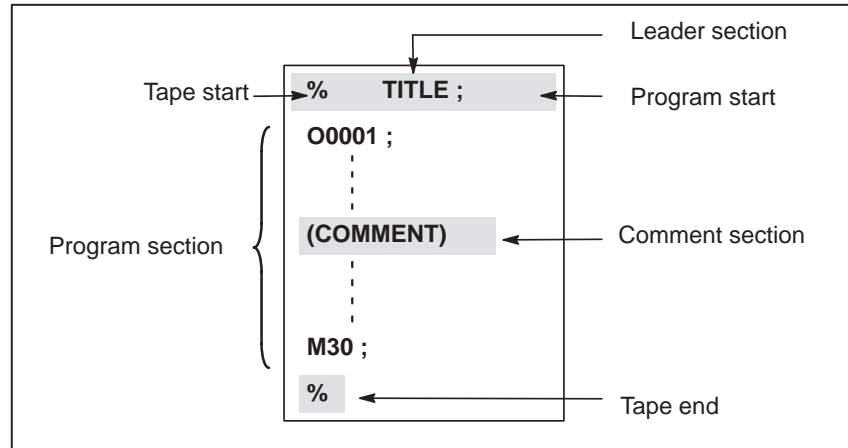 Leader section
Tape start
% TITLE ;
Program start
O0001 ;
Program section
(COMMENT)
Comment section
M30 ;
%
Tape end